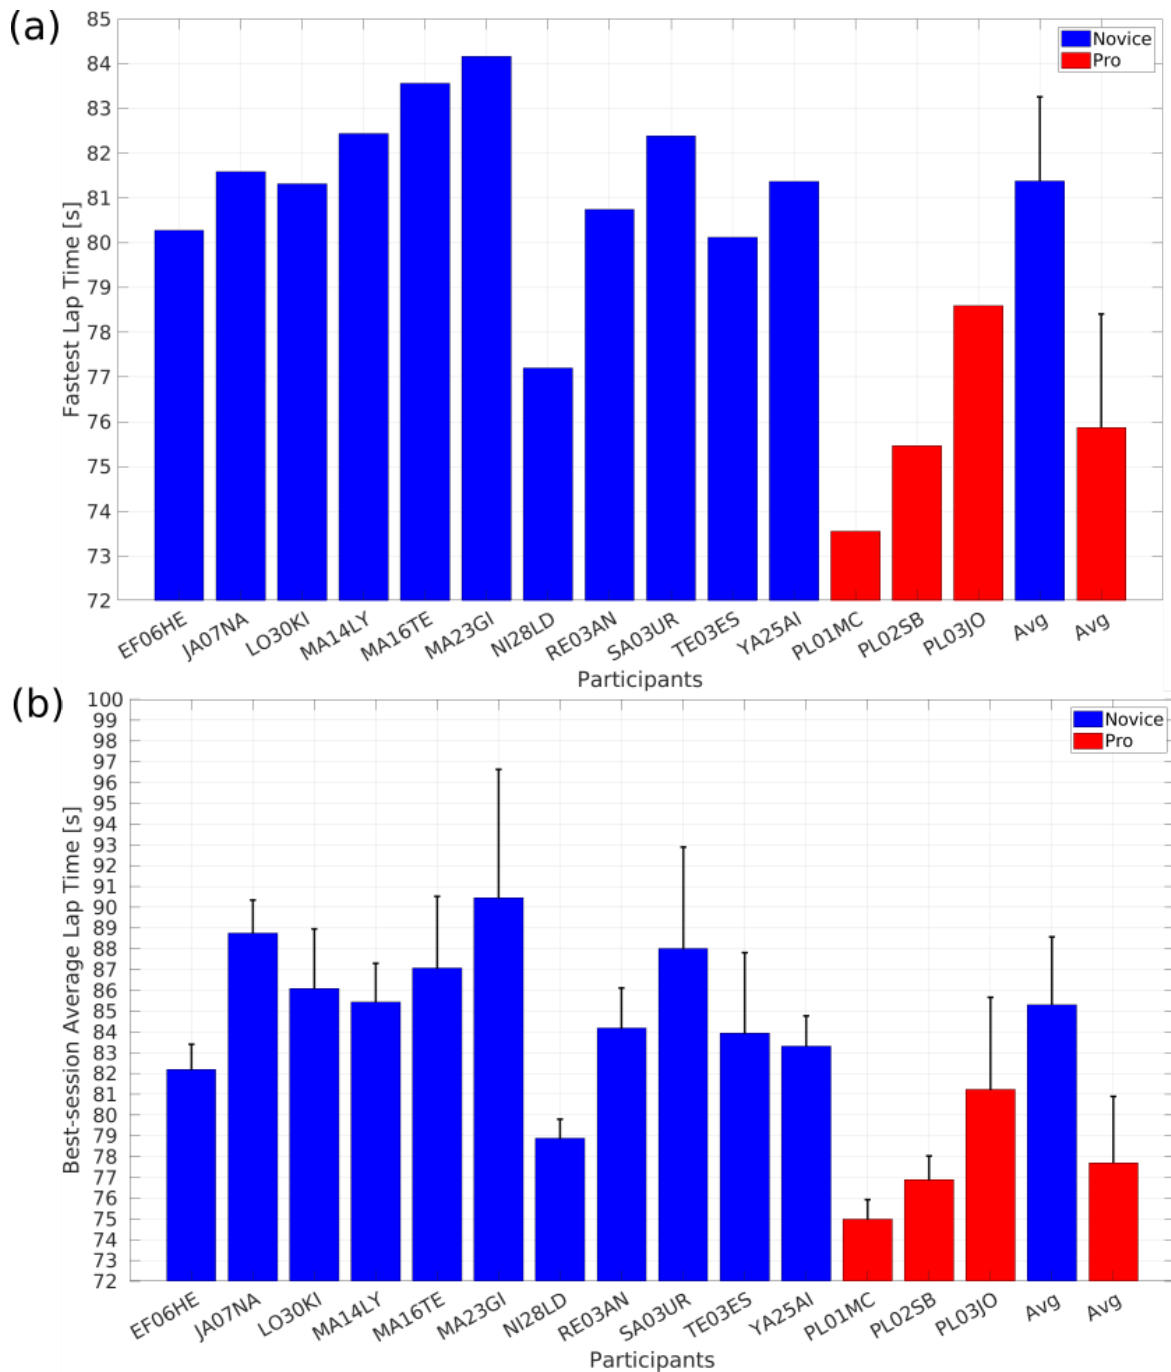 (a)
85
84
83
82
81
80
79
78
77
76
75
74
73
72
Fastest Lap Time [s]
Novice
Pro
EF06HE
JA07NA
LO30KI
MA14LY
MA16TE
MA23GI
NI28LD
RE03AN
SA03UR
TE03ES
YA25AI
PL01MC
PL02SB
PL03JO
Avg
Avg
Participants
(b)
100
99
98
97
96
95
94
93
92
91
90
89
88
87
86
85
84
83
82
81
80
79
78
77
76
75
74
73
72
Best-session Average Lap Time [s]
Novice
Pro
EF06HE
JA07NA
LO30KI
MA14LY
MA16TE
MA23GI
NI28LD
RE03AN
SA03UR
TE03ES
YA25AI
PL01MC
PL02SB
PL03JO
Avg
Avg
Participants